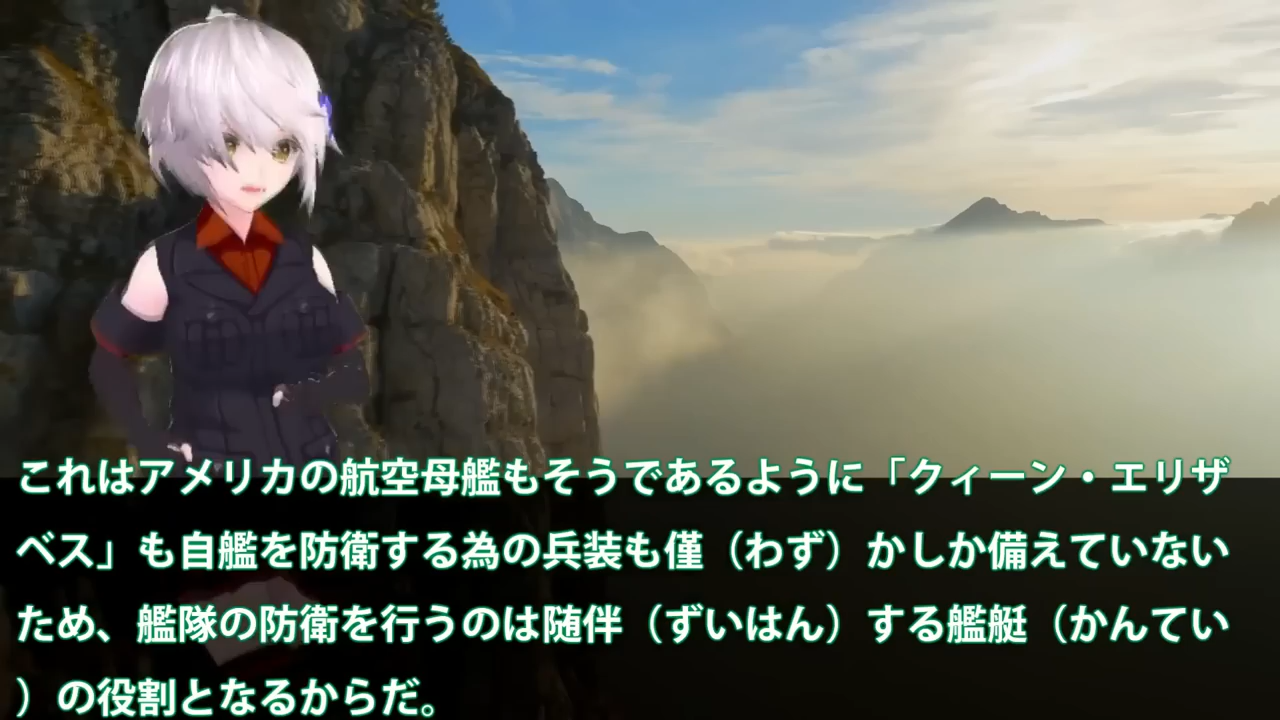 これはアメリカの航空母艦もそうであるように「クィーン・エリザ
ベス」も自艦を防衛する為の兵装も僅（わず）かしか備えていない
ため、艦隊の防衛を行うのは随伴（ずいはん）する艦艇（かんてい
）の役割となるからだ。